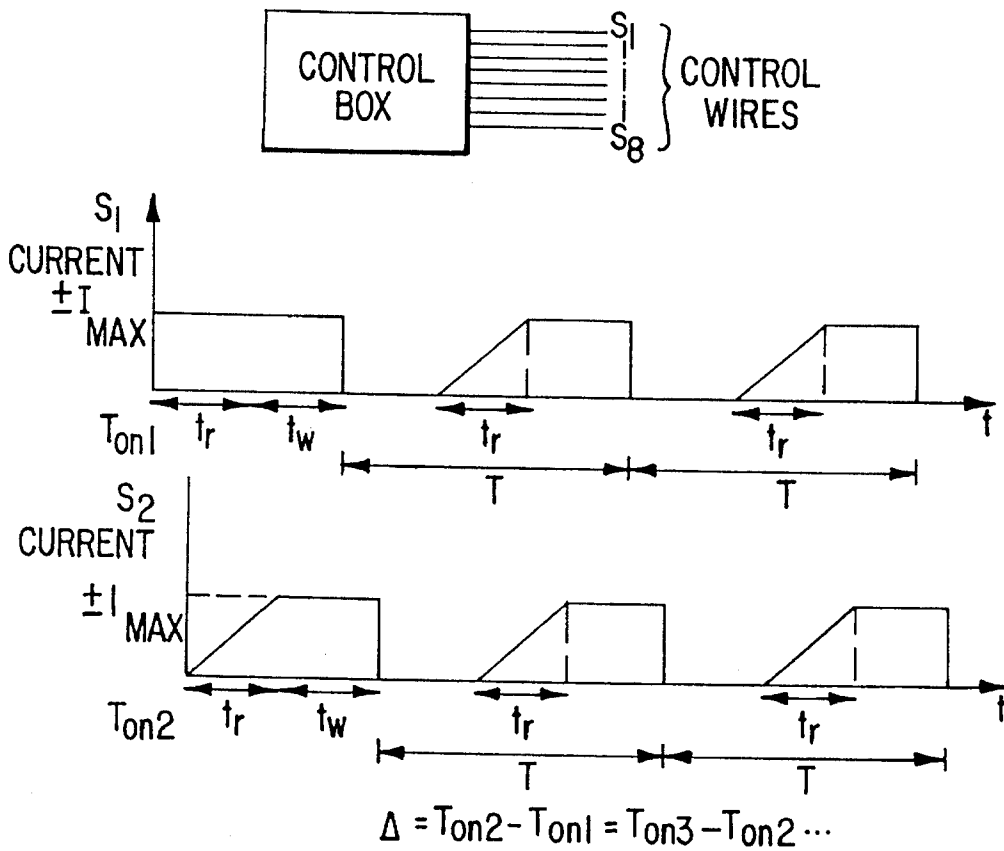 CONTROL
BOX
S1
S8
CONTROL
WIRES
S1
CURRENT
±I MAX
Ton1
tr
tw
tr
tr
t
T
T
S2
CURRENT
±I MAX
Ton2
tr
tw
tr
tr
t
T
T
Δ = Ton2 - Ton1 = Ton3 - Ton2 ...